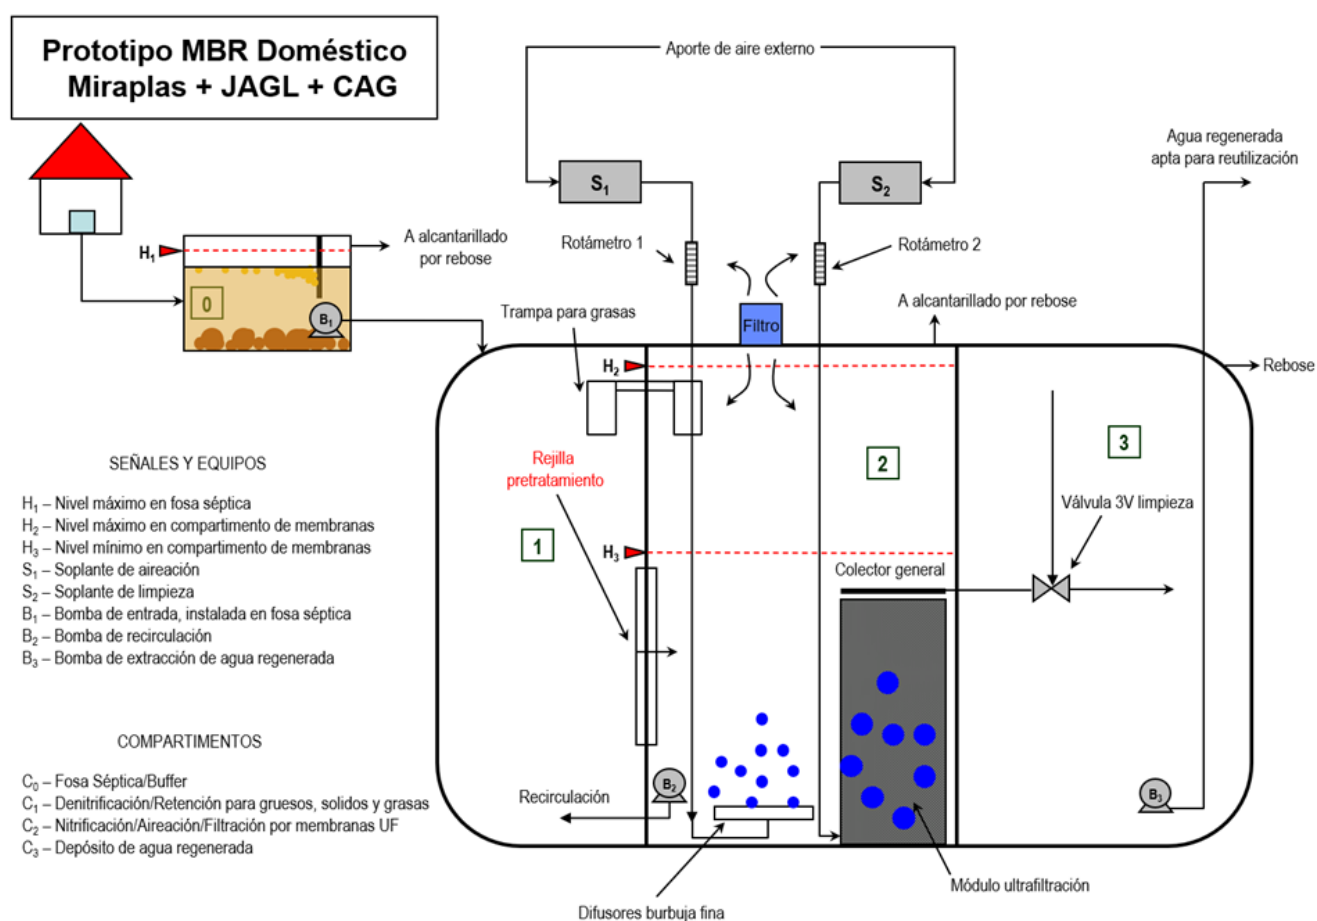 Prototipo MBR Doméstico
Miraplas + JAGL + CAG
Aporte de aire externo
Agua regenerada
apta para reutilización
S1
S2
H1
A alcantarillado
por rebose
Rotámetro 1
Rotámetro 2
0
B1
Trampa para grasas
Filtro
A alcantarillado por rebose
H2
Rebose
SEÑALES Y EQUIPOS
H1 – Nivel máximo en fosa séptica
H2 – Nivel máximo en compartimento de membranas
H3 – Nivel mínimo en compartimento de membranas
S1 – Soplante de aireación
S2 – Soplante de limpieza
B1 – Bomba de entrada, instalada en fosa séptica
B2 – Bomba de recirculación
B3 – Bomba de extracción de agua regenerada
Rejilla
pretratamiento
1
2
3
Válvula 3V limpieza
H3
Colector general
COMPARTIMENTOS
C0 – Fosa Séptica/Buffer
C1 – Denitrificación/Retención para gruesos, solidos y grasas
C2 – Nitrificación/Aireación/Filtración por membranas UF
C3 – Depósito de agua regenerada
Recirculación
B2
B3
Módulo ultrafiltración
Difusores burbuja fina